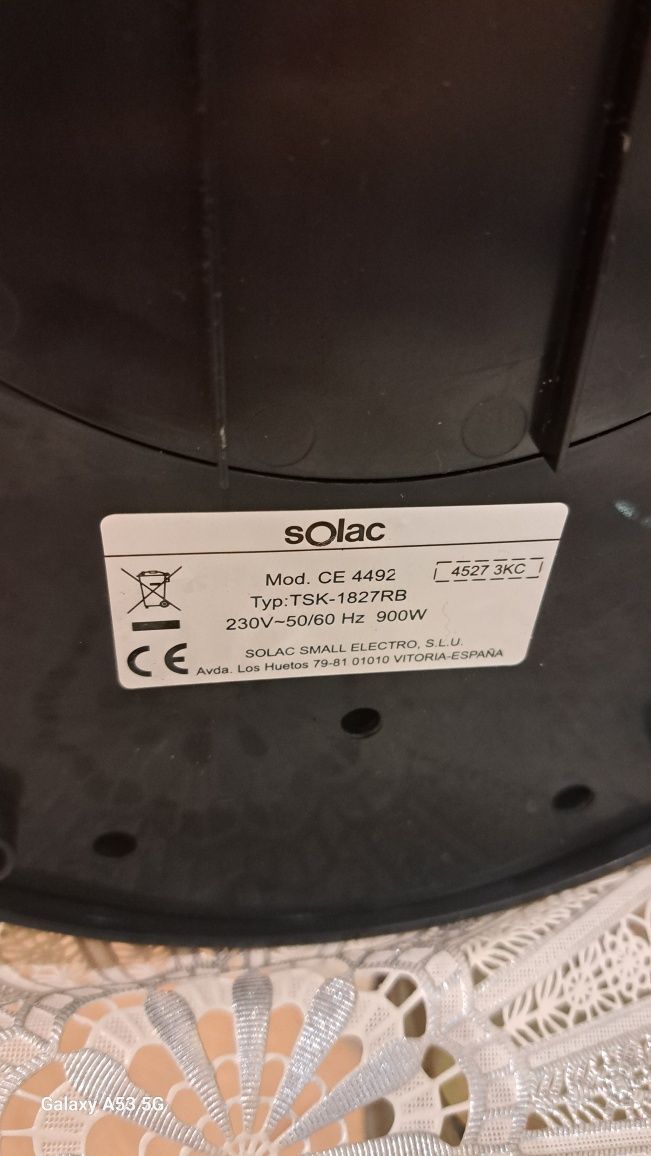 solac
Mod. CE 4492
4527 3KC
Typ:TSK-1827RB
230V~50/60 Hz 900W
CE
SOLAC SMALL ELECTRO, S.L.U.
Avda. Los Huetos 79-81 01010 VITORIA-ESPAÑA
Galaxy A53 5G